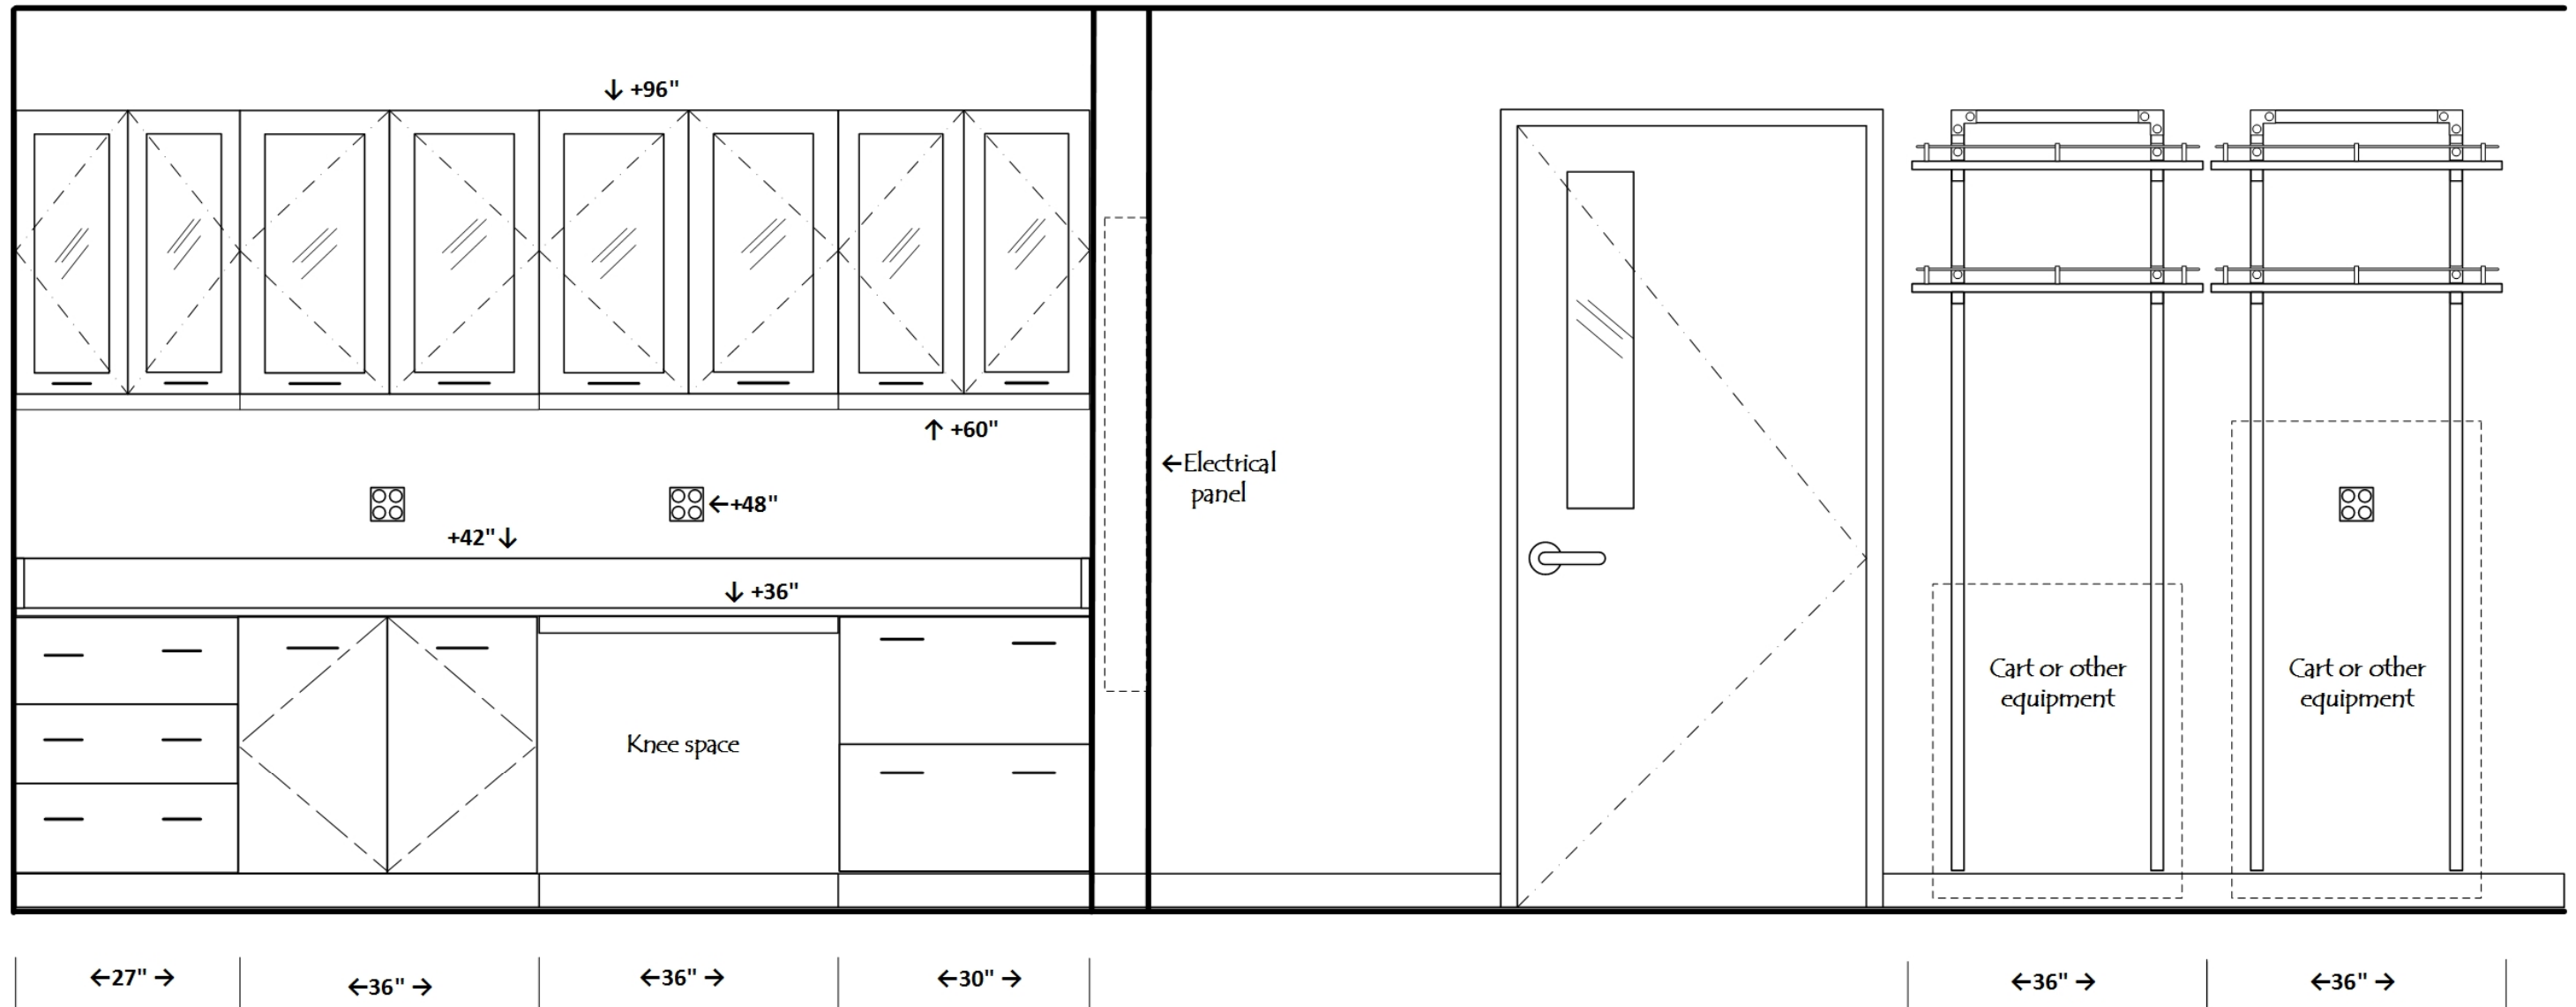 ↓ +96"
↑ +60"
←Electrical
panel
←+48"
+42"↓
↓ +36"
Cart or other
equipment
Cart or other
equipment
Knee space
←27" →
←36" →
←36" →
←30" →
←36" →
←36" →